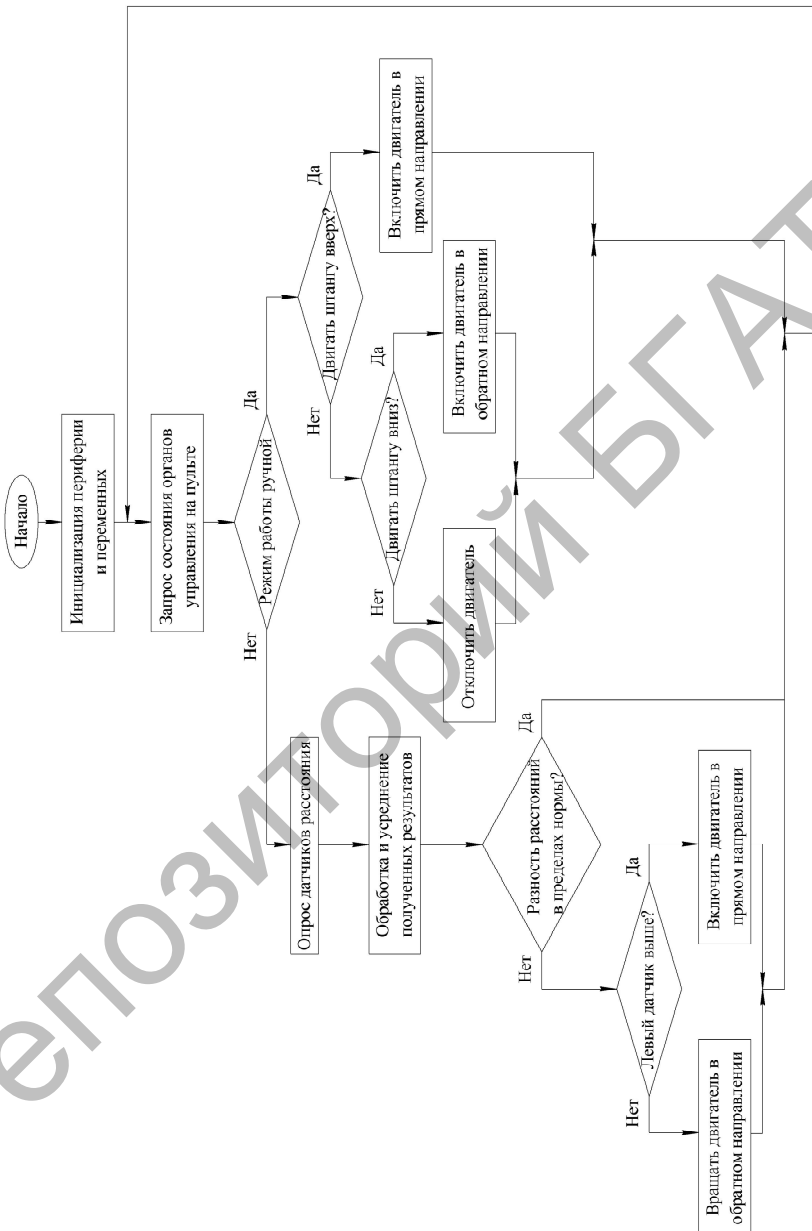 Начало
Инициализация периферии
и переменных
Запрос состояния органов
управления на пульте
Режим работы ручной
Нет
Да
Опрос датчиков расстояния
Обработка и усреднение
полученных результатов
Разность расстояний
в пределах нормы?
Нет
Да
Левый датчик выше?
Нет
Да
Вращать двигатель в
обратном направлении
Включить двигатель в
прямом направлении
Двигать штангу вверх?
Нет
Да
Двигать штангу вниз?
Нет
Да
Отключить двигатель
Включить двигатель в
обратном направлении
Включить двигатель в
прямом направлении
епозиторий БГАТ